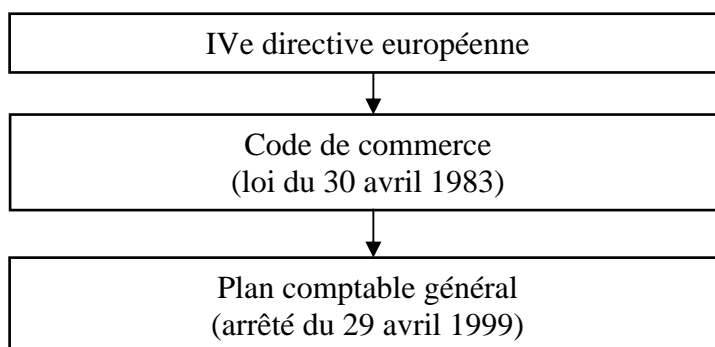 IVe directive européenne
Code de commerce
(loi du 30 avril 1983)
Plan comptable général
(arrêté du 29 avril 1999)